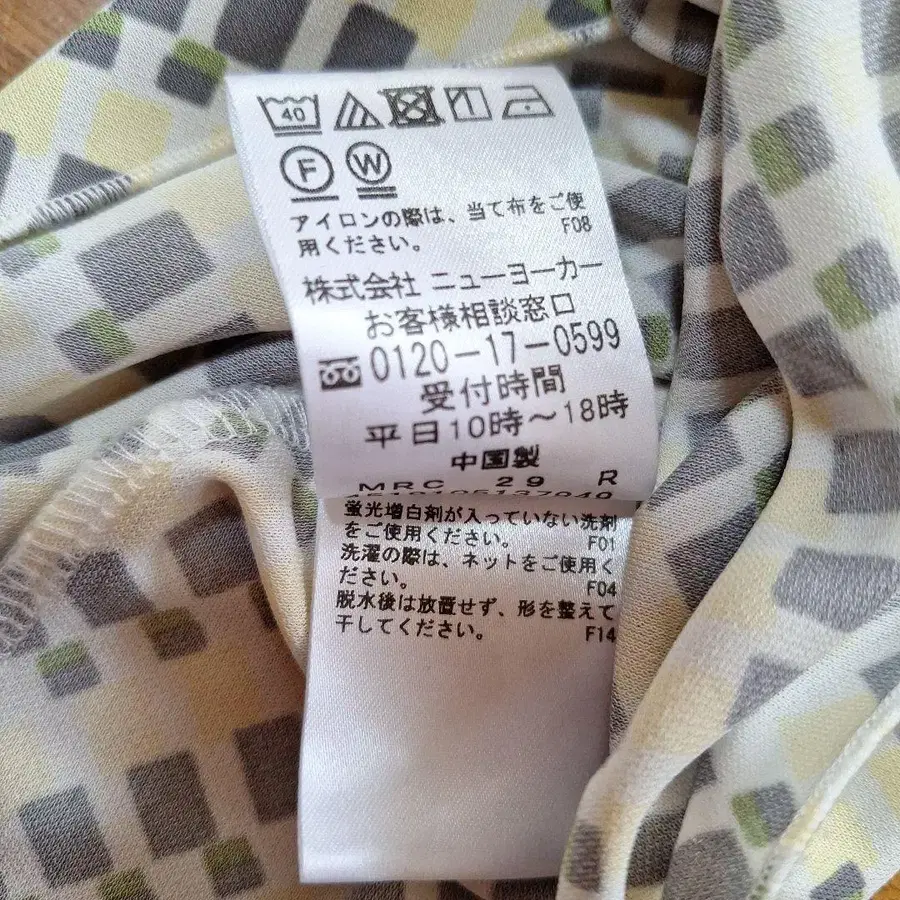 40
F W
アイロンの際は、当て布をご使
用ください。 F08
株式会社 ニューヨーカー
お客様相談窓口
0120-17-0599
受付時間
平日10時~18時
中国製
MRC 29 R
蛍光増白剤が入っていない洗剤
をご使用ください。 F01
洗濯の際は、ネットをご使用く
ださい。 F04
脱水後は放置せず、形を整えて
干してください。 F14